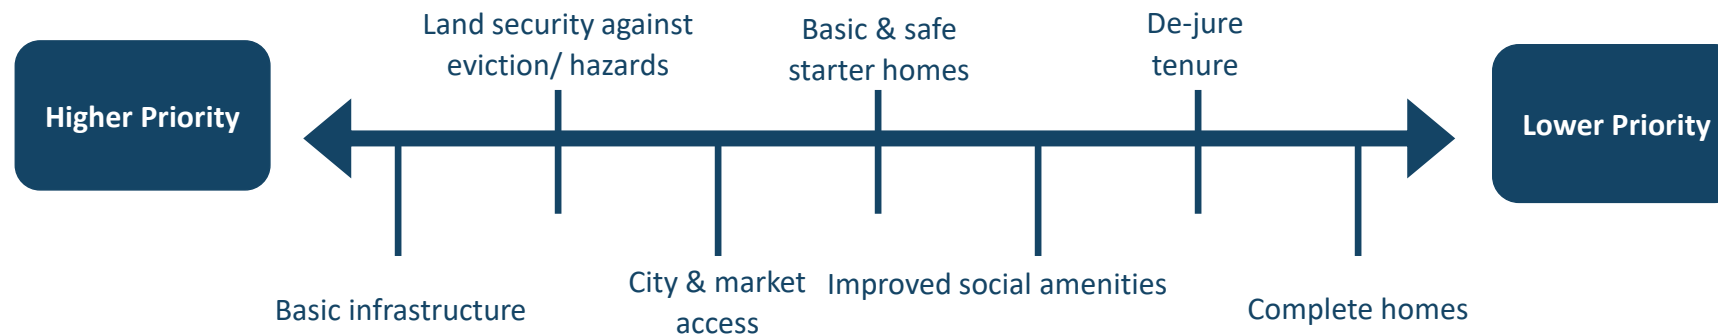 Land security against
eviction/ hazards
Basic & safe
starter homes
De-jure
tenure
Higher Priority
Lower Priority
Basic infrastructure
City & market
access
Improved social amenities
Complete homes